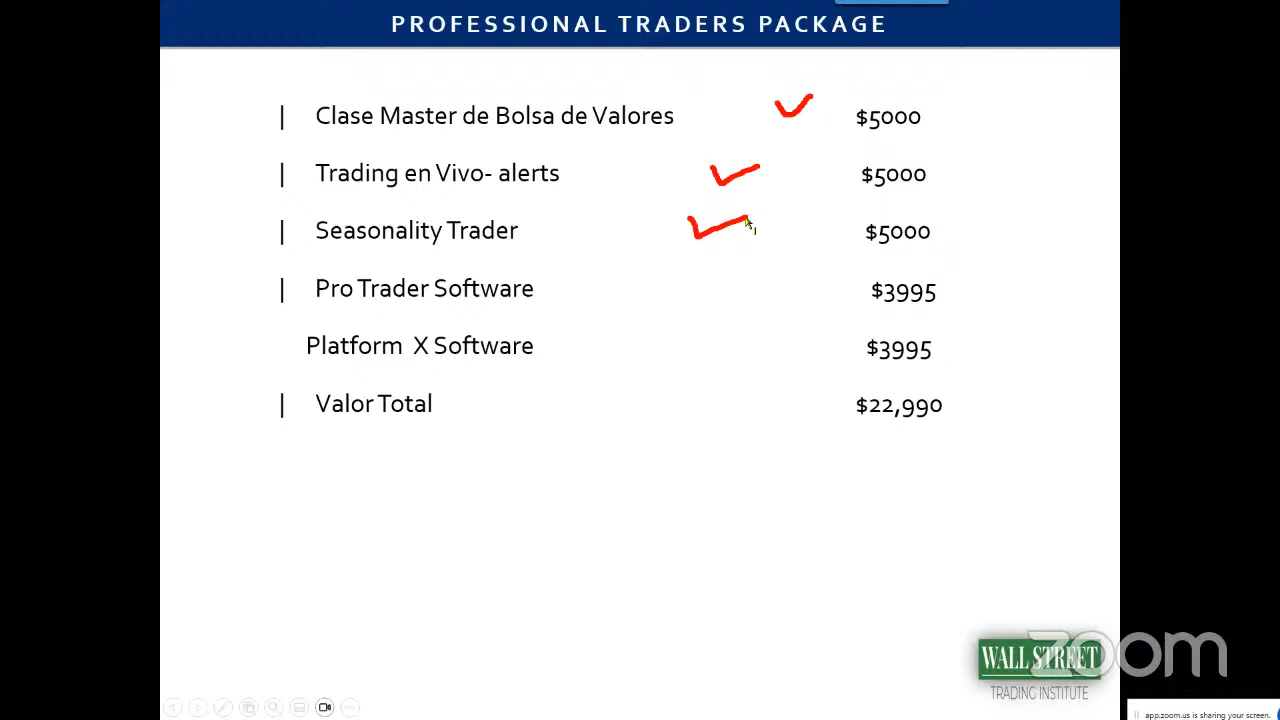 PROFESSIONAL TRADERS PACKAGE
| Clase Master de Bolsa de Valores $5000
| Trading en Vivo- alerts $5000
| Seasonality Trader $5000
| Pro Trader Software $3995
Platform X Software $3995
| Valor Total $22,990
zoom
WALL STREET
TRADING INSTITUTE
app.zoom.us is sharing your screen.